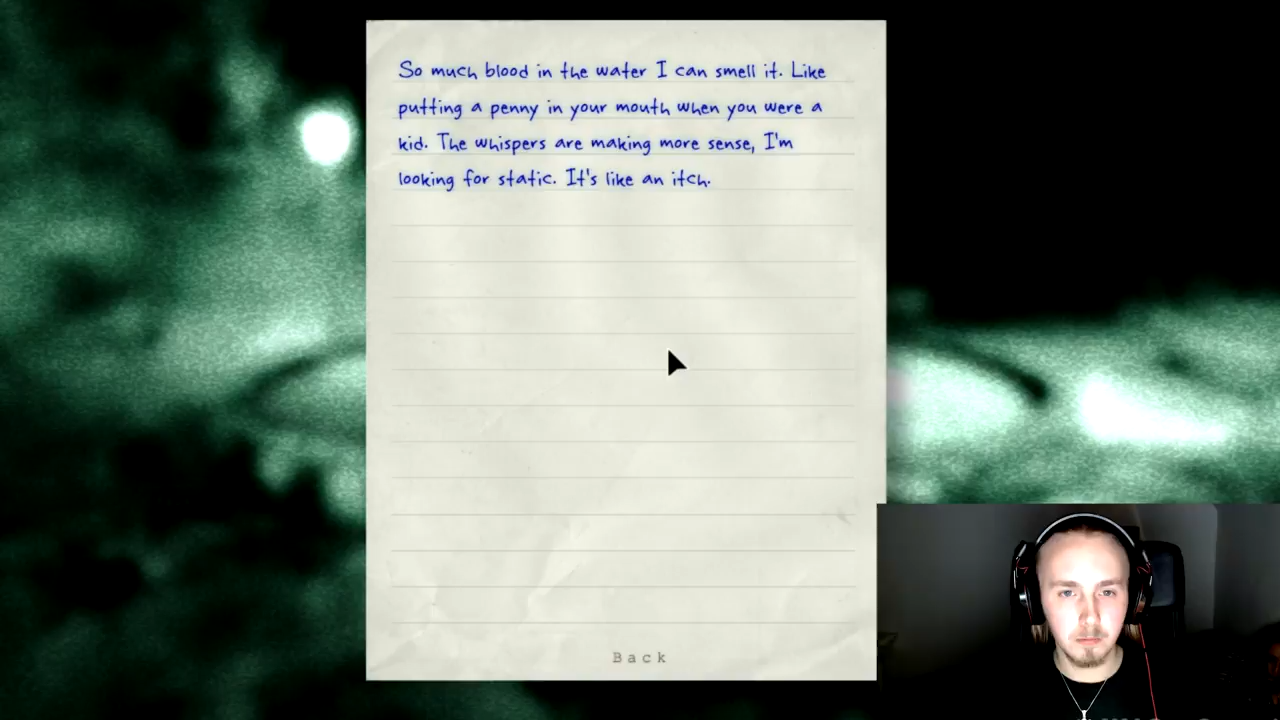 So much blood in the water I can smell it. Like
putting a penny in your mouth when you were a
kid. The whispers are making more sense, I'm
looking for static. It's like an itch.
Back